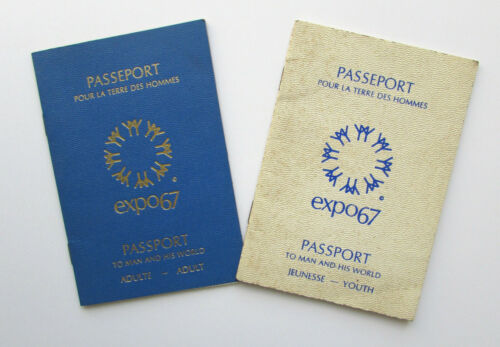 PASSEPORT
POUR LA TERRE DES HOMMES
©
expo67
PASSPORT
TO MAN AND HIS WORLD
ADULTE — ADULT
PASSEPORT
POUR LA TERRE DES HOMMES
©
expo67
PASSPORT
TO MAN AND HIS WORLD
JEUNESSE — YOUTH